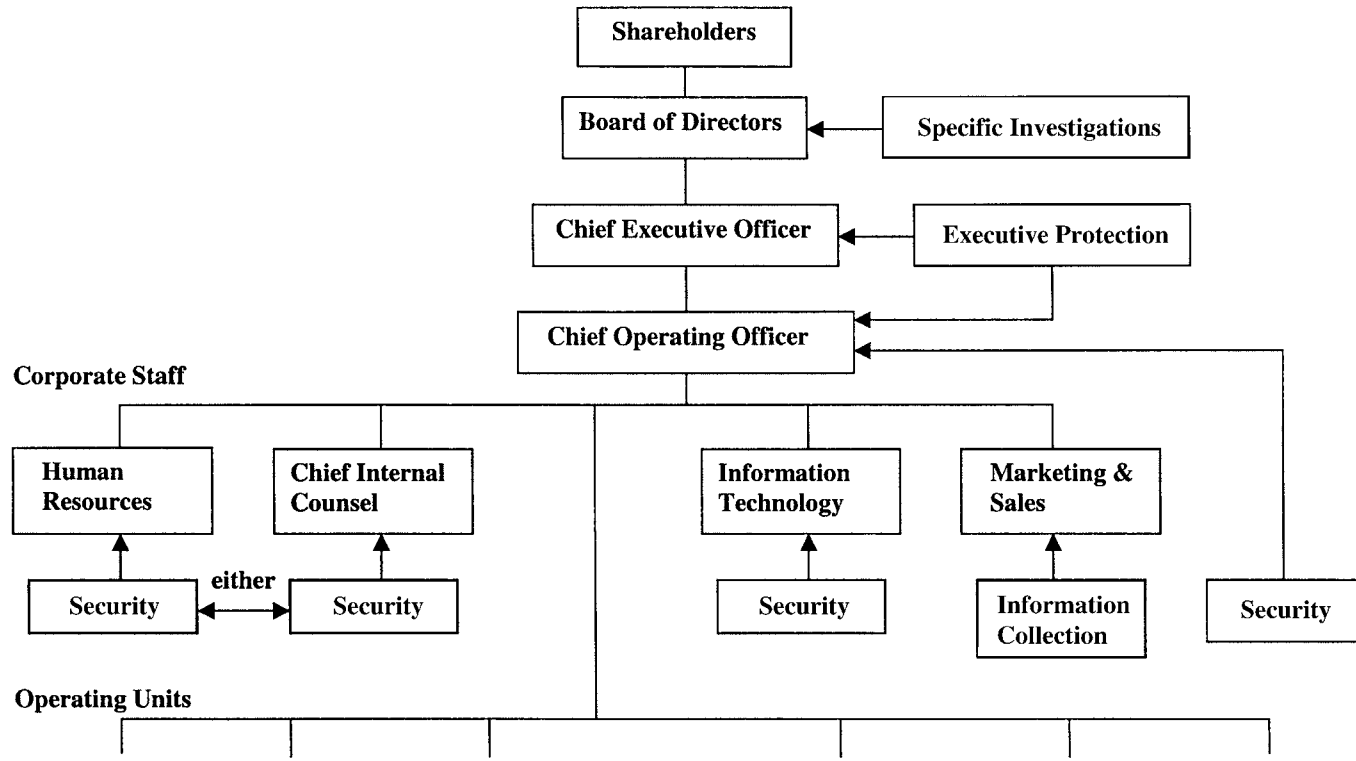 Shareholders
Board of Directors
Specific Investigations
Chief Executive Officer
Executive Protection
Chief Operating Officer
Corporate Staff
Human
Resources
Chief Internal
Counsel
Information
Technology
Marketing &
Sales
Security
either
Security
Security
Information
Collection
Security
Operating Units